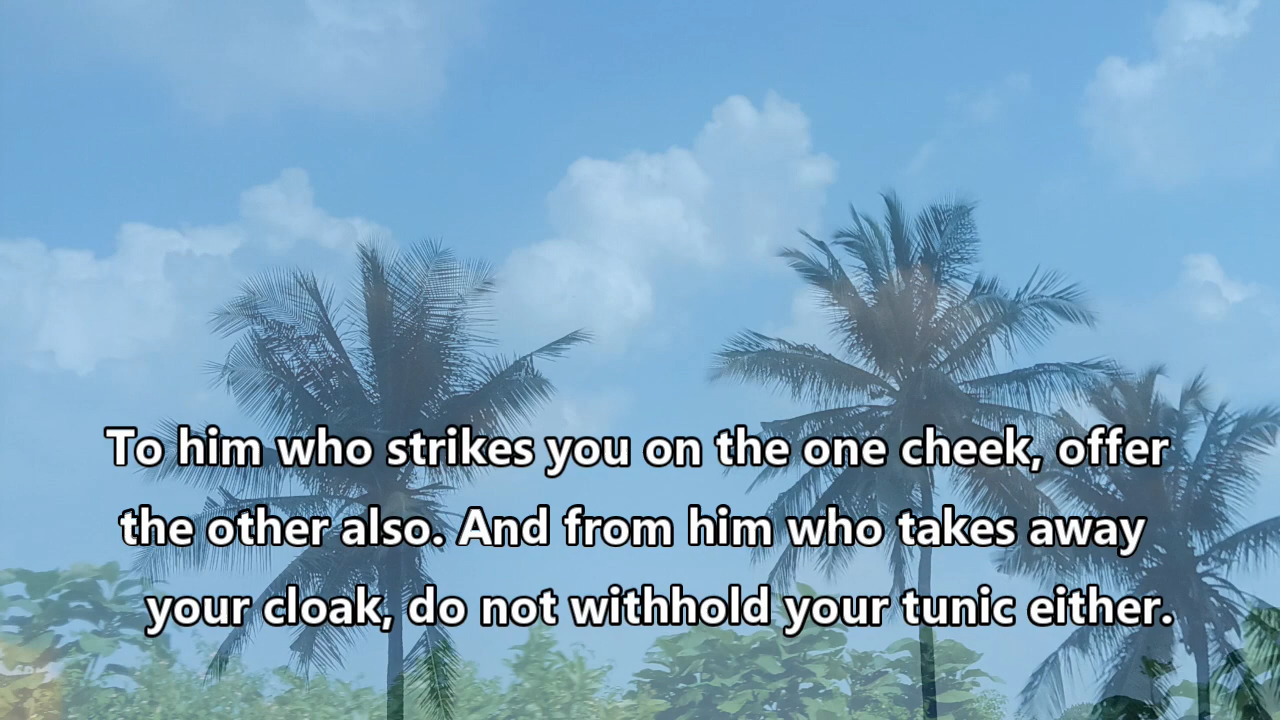 To him who strikes you on the one cheek, offer
the other also. And from him who takes away
your cloak, do not withhold your tunic either.